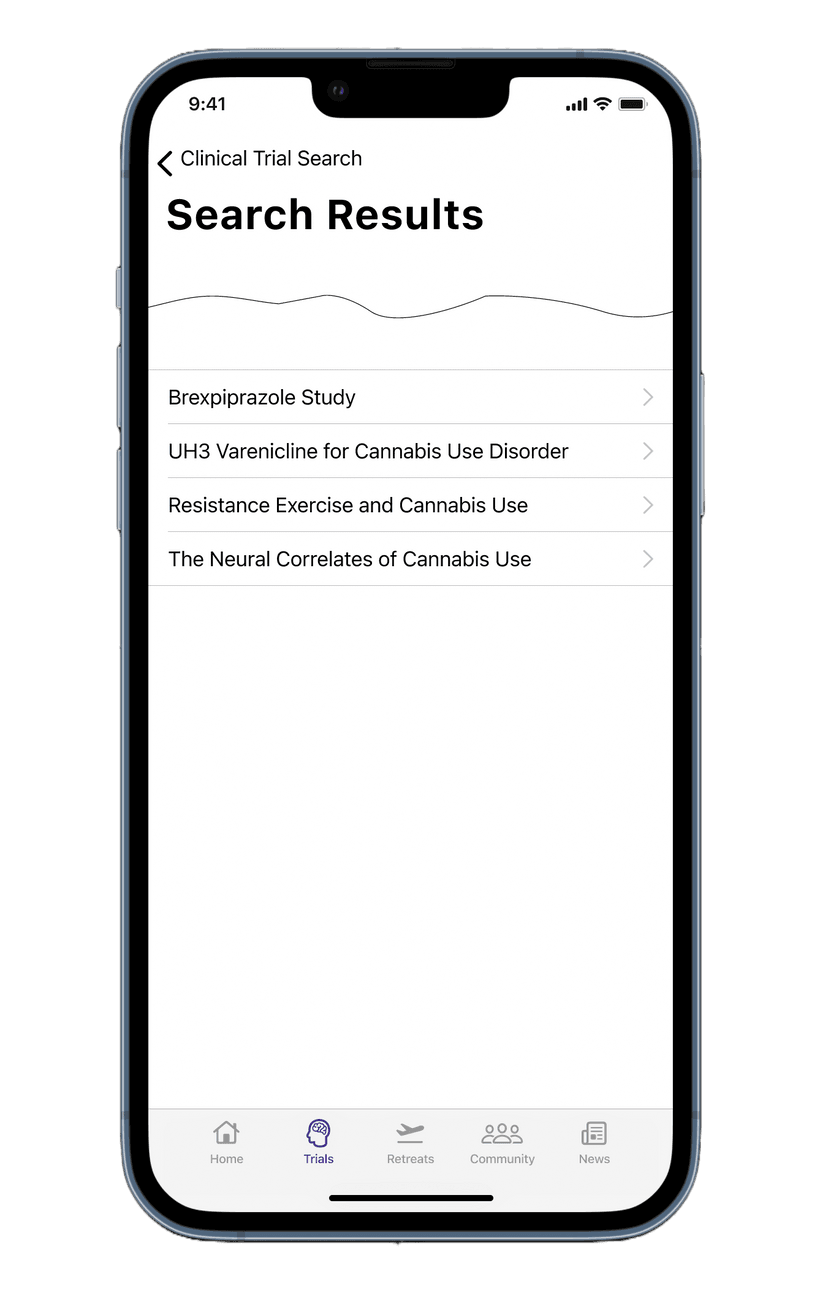 9:41
Clinical Trial Search
Search Results
Brexpiprazole Study
UH3 Varenicline for Cannabis Use Disorder
Resistance Exercise and Cannabis Use
The Neural Correlates of Cannabis Use
Home Trials Retreats Community News